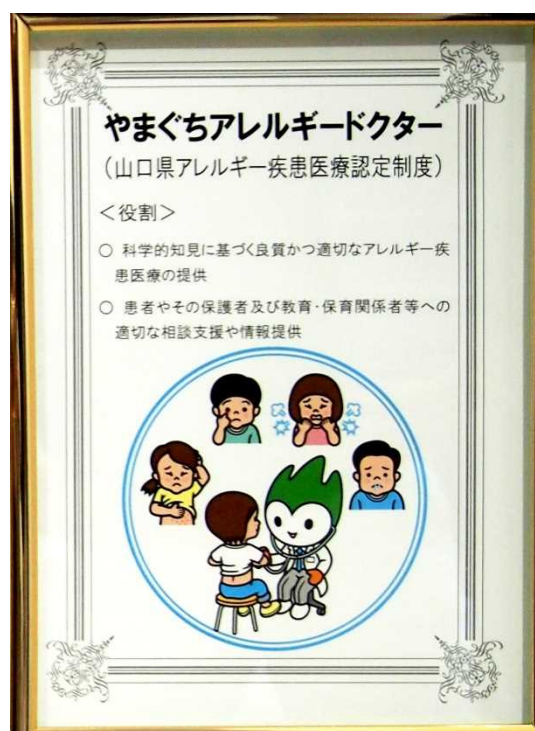 やまぐちアレルギードクター
(山口県アレルギー疾患医療認定制度)
＜役割＞
○ 科学的知見に基づく良質かつ適切なアレルギー疾
患医療の提供
○ 患者やその保護者及び教育・保育関係者等への
適切な相談支援や情報提供